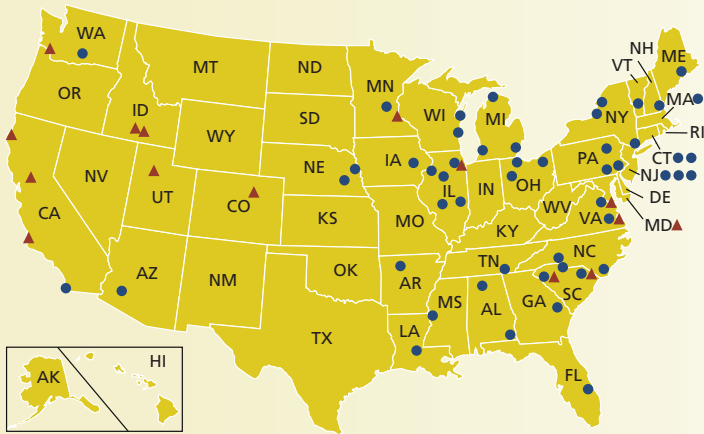 WA
NH
ME
VT
MT
ND
MN
MA
OR
ID
SD
WI
MI
NY
RI
WY
CT
IA
PA
NE
NJ
NV
UT
OH
IL
IN
DE
CA
CO
WV
VA
MD
KS
MO
KY
NC
TN
OK
AZ
NM
AR
SC
MS
AL
GA
TX
LA
HI
AK
FL